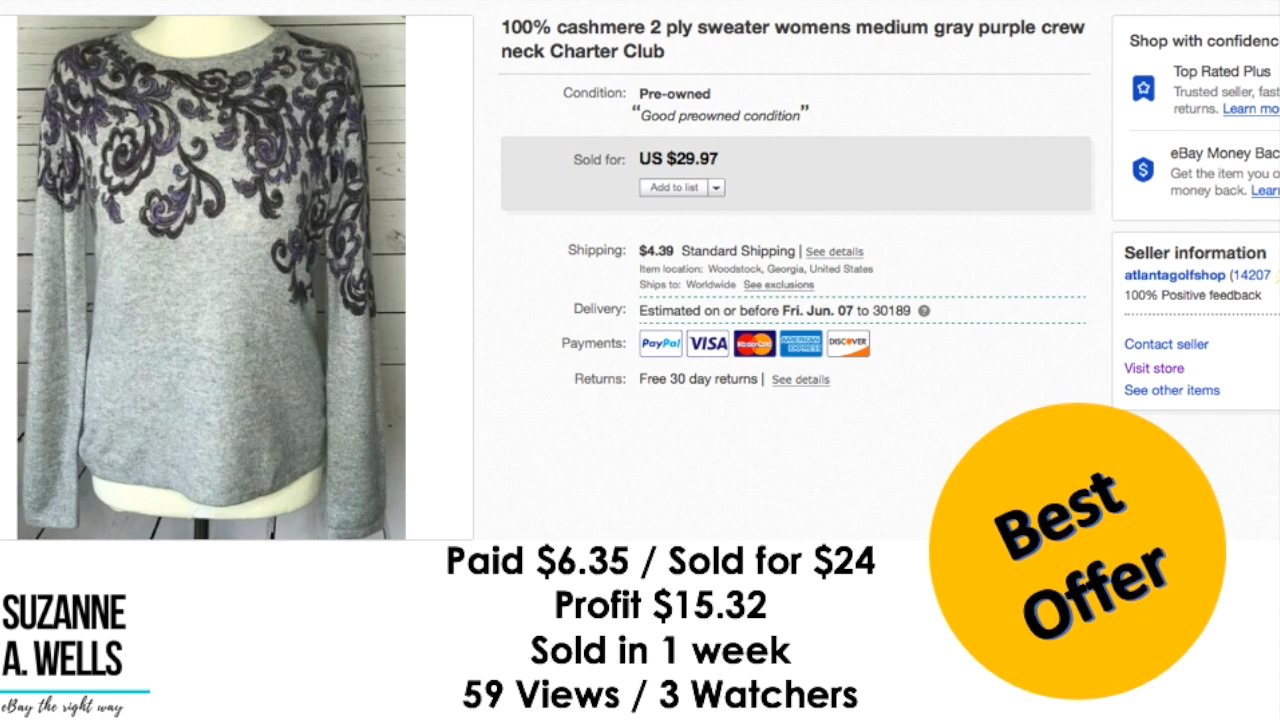 100% cashmere 2 ply sweater womens medium gray purple crew
neck Charter Club
Condition: Pre-owned
“Good preowned condition”
Sold for: US $29.97
Add to list
Shipping: $4.39 Standard Shipping | See details
Item location: Woodstock, Georgia, United States
Ships to: Worldwide See exclusions
Delivery: Estimated on or before Fri. Jun. 07 to 30189 ?
Payments: PayPal VISA MasterCard AMERICAN EXPRESS DISCOVER
Returns: Free 30 day returns | See details
Shop with confidenc
Top Rated Plus
Trusted seller, fast
returns. Learn mo
eBay Money Bac
Get the item you o
money back. Learn
Seller information
atlantagolfshop (14207
100% Positive feedback
Contact seller
Visit store
See other items
Best
Offer
Paid $6.35 / Sold for $24
Profit $15.32
Sold in 1 week
59 Views / 3 Watchers
SUZANNE
A. WELLS
eBay the right way